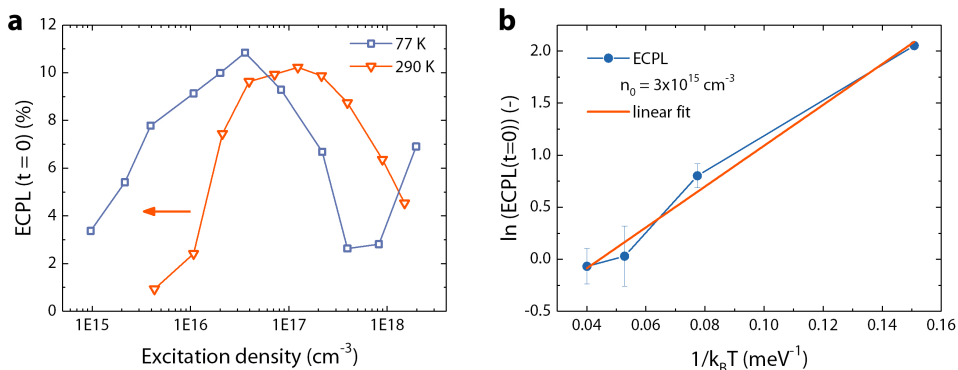 a
ECPL (t = 0) (%)
12
10
8
6
4
2
0
77 K
290 K
1E15
1E16
1E17
1E18
Excitation density (cm⁻³)
b
ln (ECPL(t=0)) (-)
2.0
1.5
1.0
0.5
0.0
-0.5
ECPL
n₀ = 3x10¹⁵ cm⁻³
linear fit
0.04
0.06
0.08
0.10
0.12
0.14
0.16
1/k_BT (meV⁻¹)